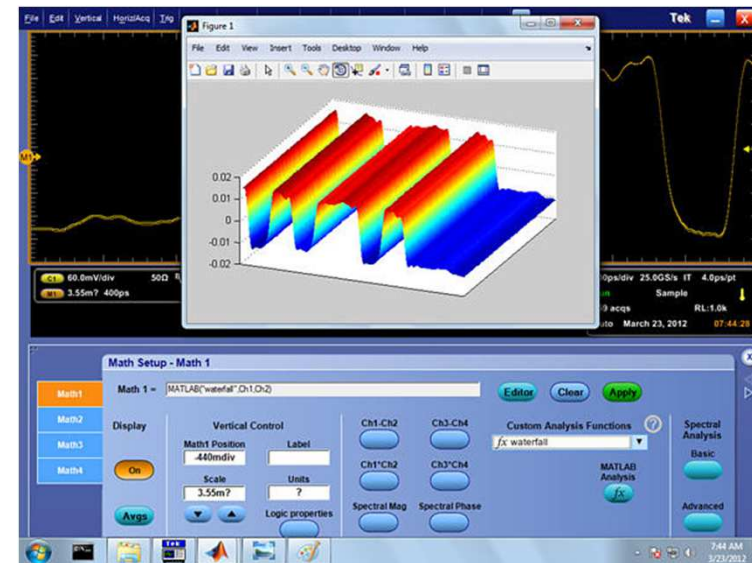 File Edit Vertical Horiz/Acq Trig
Tek
Figure 1
File Edit View Insert Tools Desktop Window Help
0.02
0.01
0
-0.01
-0.02
M1
C1 60.0mV/div 50Ω
M1 3.55m? 400ps
0ps/div 25.0GS/s IT 4.0ps/pt
Sample
9 acqs RL:1.0k
uto March 23, 2012 07:44:28
Math Setup - Math 1
Math1
Math2
Math3
Math4
Math 1 = MATLAB("waterfall",Ch1,Ch2)
Editor Clear Apply
Display
On
Avgs
Vertical Control
Math1 Position
-440mdiv
Label
Scale
3.55m?
Units
?
Logic properties
Ch1-Ch2
Ch3-Ch4
Ch1*Ch2
Ch3*Ch4
Spectral Mag
Spectral Phase
Custom Analysis Functions
fx waterfall
MATLAB Analysis
fx
Spectral Analysis
Basic
Advanced
Tek
7:44 AM
3/23/2012